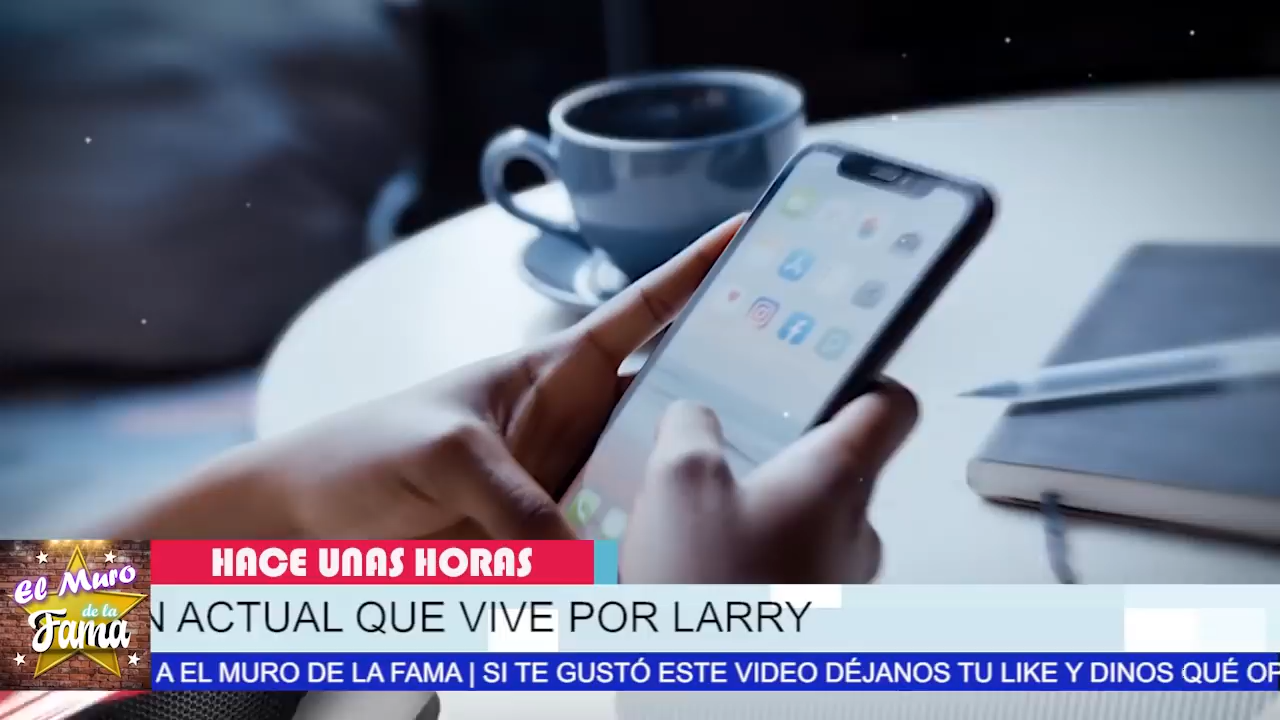 HACE UNAS HORAS
El Muro
de la
Fama
N ACTUAL QUE VIVE POR LARRY
A EL MURO DE LA FAMA | SI TE GUSTÓ ESTE VIDEO DÉJANOS TU LIKE Y DINOS QUÉ OP